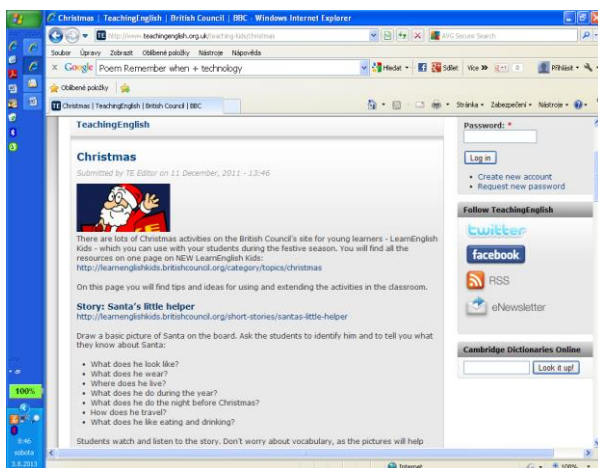 Christmas | TeachingEnglish | British Council | BBC - Windows Internet Explorer
http://www.teachingenglish.org.uk/teaching-kids/christmas
AVG Secure Search
Soubor Úpravy Zobrazit Oblíbené položky Nástroje Nápověda
Google Poem Remember when + technology Hledat Sdílet Více Přihlásit
Oblíbené položky
Christmas | TeachingEnglish | British Council | BBC
Stránka Zabezpečení Nástroje
TeachingEnglish
Christmas
Submitted by TE Editor on 11 December, 2011 - 13:46
There are lots of Christmas activities on the British Council's site for young learners - LearnEnglish
Kids - which you can use with your students during the festive season. You will find all the
resources on one page on NEW LearnEnglish Kids:
http://learnenglishkids.britishcouncil.org/category/topics/christmas
On this page you will find tips and ideas for using and extending the activities in the classroom.
Story: Santa's little helper
http://learnenglishkids.britishcouncil.org/short-stories/santas-little-helper
Draw a basic picture of Santa on the board. Ask the students to identify him and to tell you what
they know about Santa:
• What does he look like?
• What does he wear?
• Where does he live?
• What does he do during the year?
• What does he do the night before Christmas?
• How does he travel?
• What does he like eating and drinking?
Students watch and listen to the story. Don't worry about vocabulary, as the pictures will help
Password: *
Log in
• Create new account
• Request new password
Follow TeachingEnglish
twitter
facebook
RSS
eNewsletter
Cambridge Dictionaries Online
Look it up!
100%
8:46
sobota
3.8.2013
Internet
100%